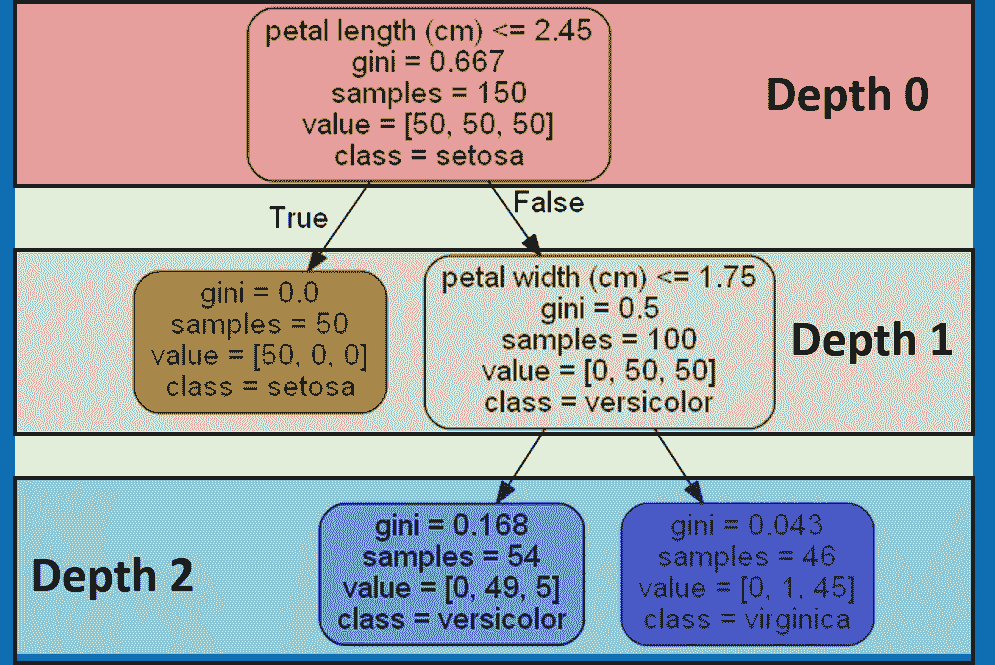 petal length (cm) <= 2.45
gini = 0.667
samples = 150
value = [50, 50, 50]
class = setosa
Depth 0
True
False
gini = 0.0
samples = 50
value = [50, 0, 0]
class = setosa
petal width (cm) <= 1.75
gini = 0.5
samples = 100
value = [0, 50, 50]
class = versicolor
Depth 1
Depth 2
gini = 0.168
samples = 54
value = [0, 49, 5]
class = versicolor
gini = 0.043
samples = 46
value = [0, 1, 45]
class = virginica